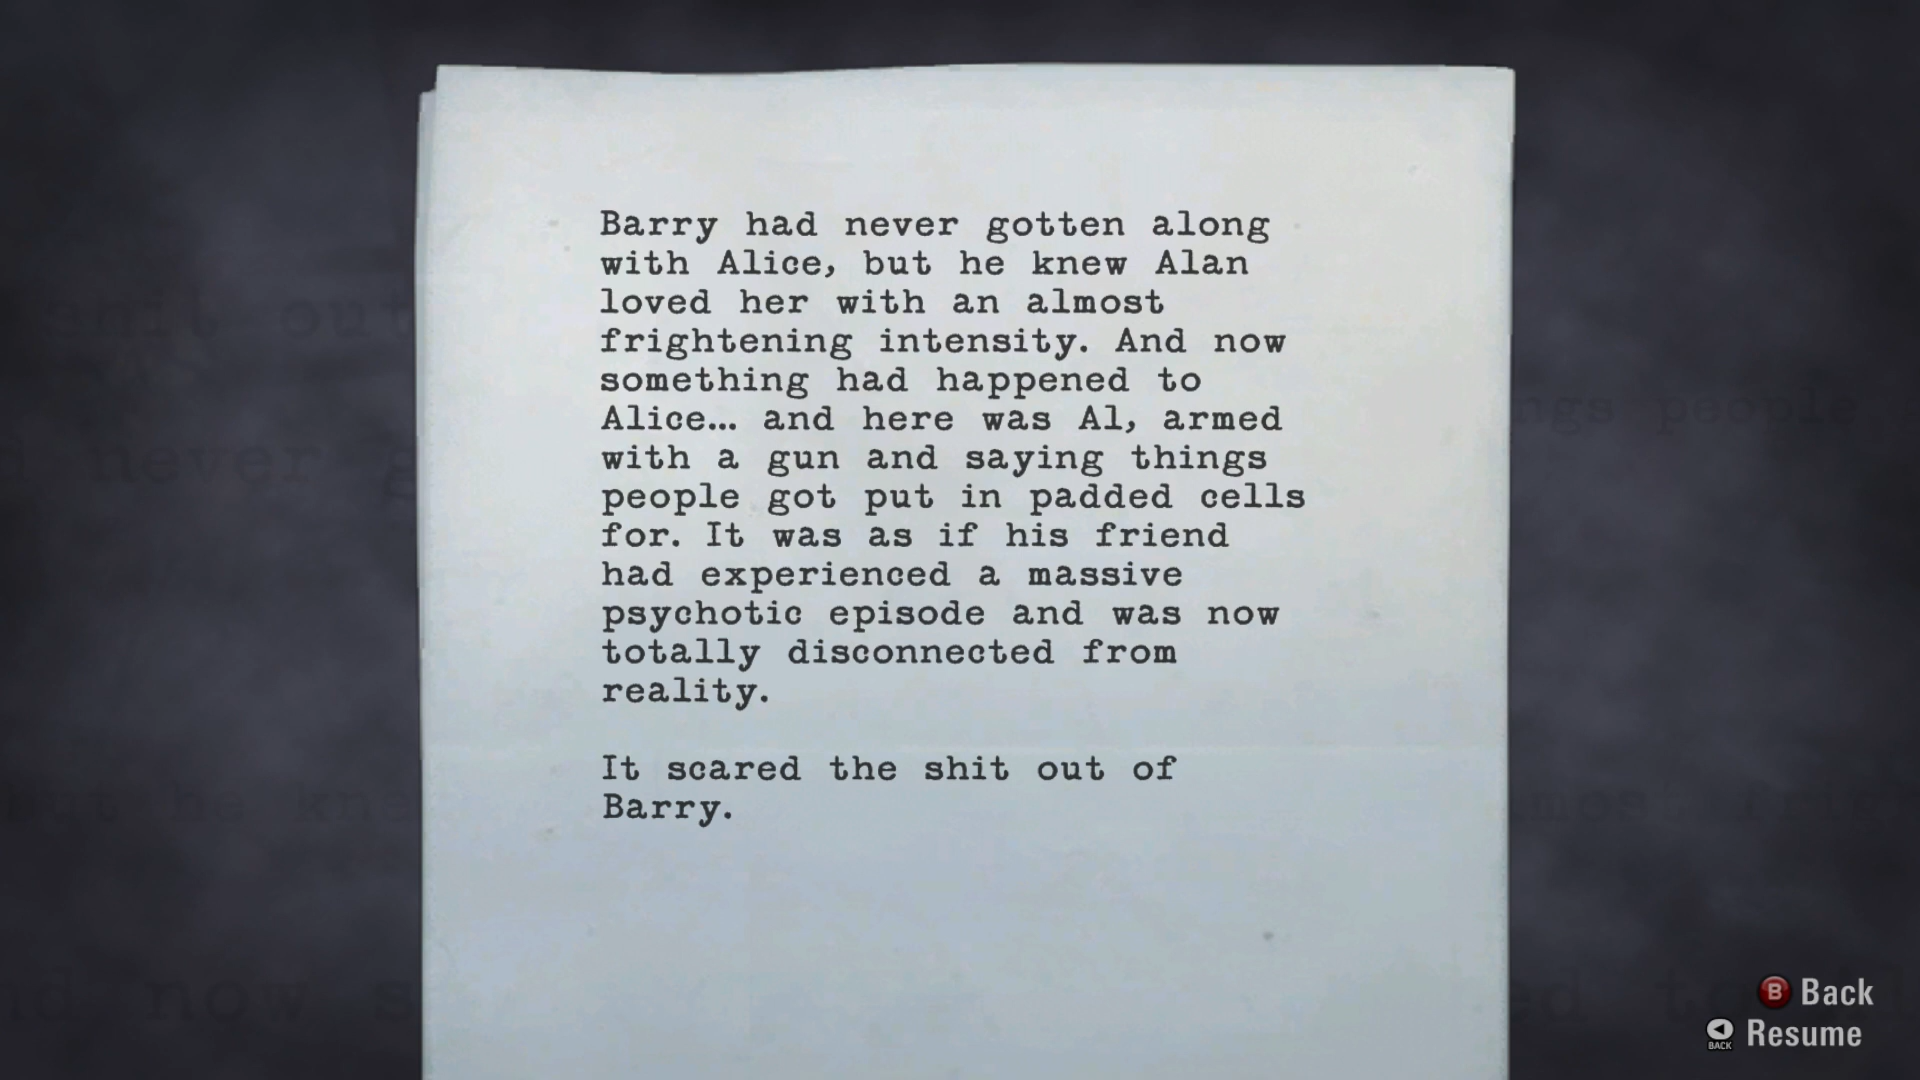 Barry had never gotten along
with Alice, but he knew Alan
loved her with an almost
frightening intensity. And now
something had happened to
Alice… and here was Al, armed
with a gun and saying things
people got put in padded cells
for. It was as if his friend
had experienced a massive
psychotic episode and was now
totally disconnected from
reality.
It scared the shit out of
Barry.
B Back
BACK Resume